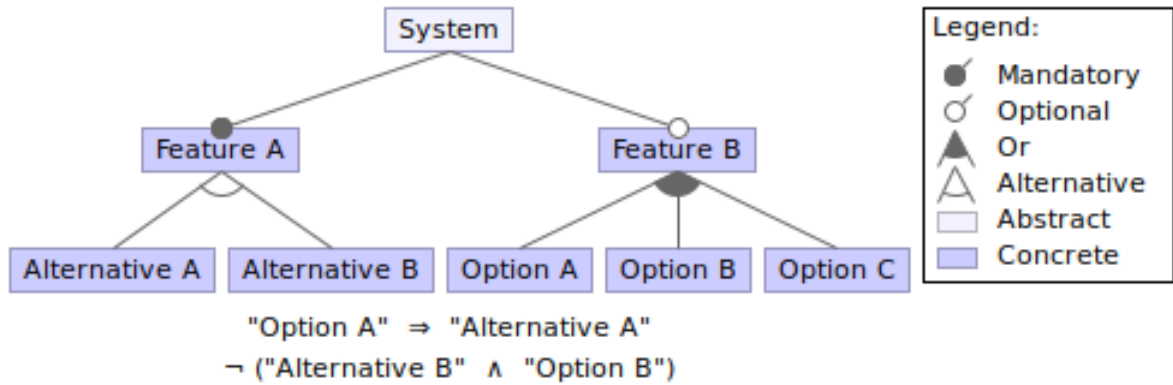 System
Feature A
Feature B
Alternative A
Alternative B
Option A
Option B
Option C
"Option A" ⇒ "Alternative A"
¬ ("Alternative B" ∧ "Option B")
Legend:
Mandatory
Optional
Or
Alternative
Abstract
Concrete